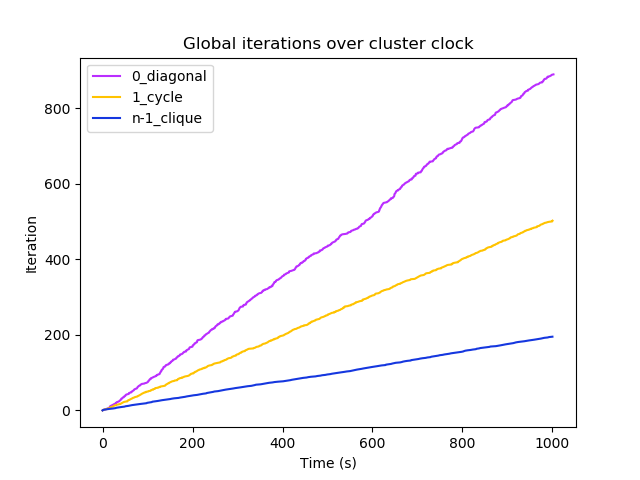 Global iterations over cluster clock
0_diagonal
1_cycle
n-1_clique
Iteration
800
600
400
200
0
0 200 400 600 800 1000
Time (s)